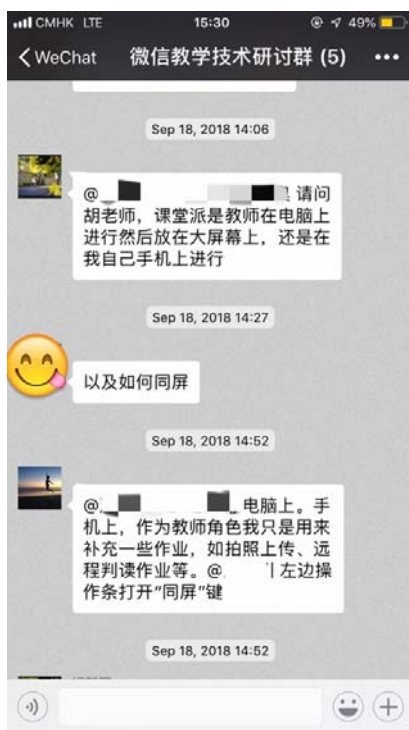 CMHK LTE 15:30 49%
WeChat 微信教学技术研讨群 (5)
Sep 18, 2018 14:06
@ 请问
胡老师，课堂派是教师在电脑上
进行然后放在大屏幕上，还是在
我自己手机上进行
Sep 18, 2018 14:27
以及如何同屏
Sep 18, 2018 14:52
@ 电脑上。手
机上，作为教师角色我只是用来
补充一些作业，如拍照上传、远
程判读作业等。@ 左边操
作条打开“同屏”键
Sep 18, 2018 14:52